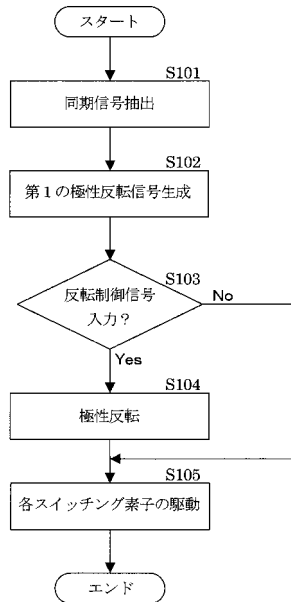 スタート
S101
同期信号抽出
S102
第１の極性反転信号生成
S103
反転制御信号
入力？
No
Yes
S104
極性反転
S105
各スイッチング素子の駆動
エンド